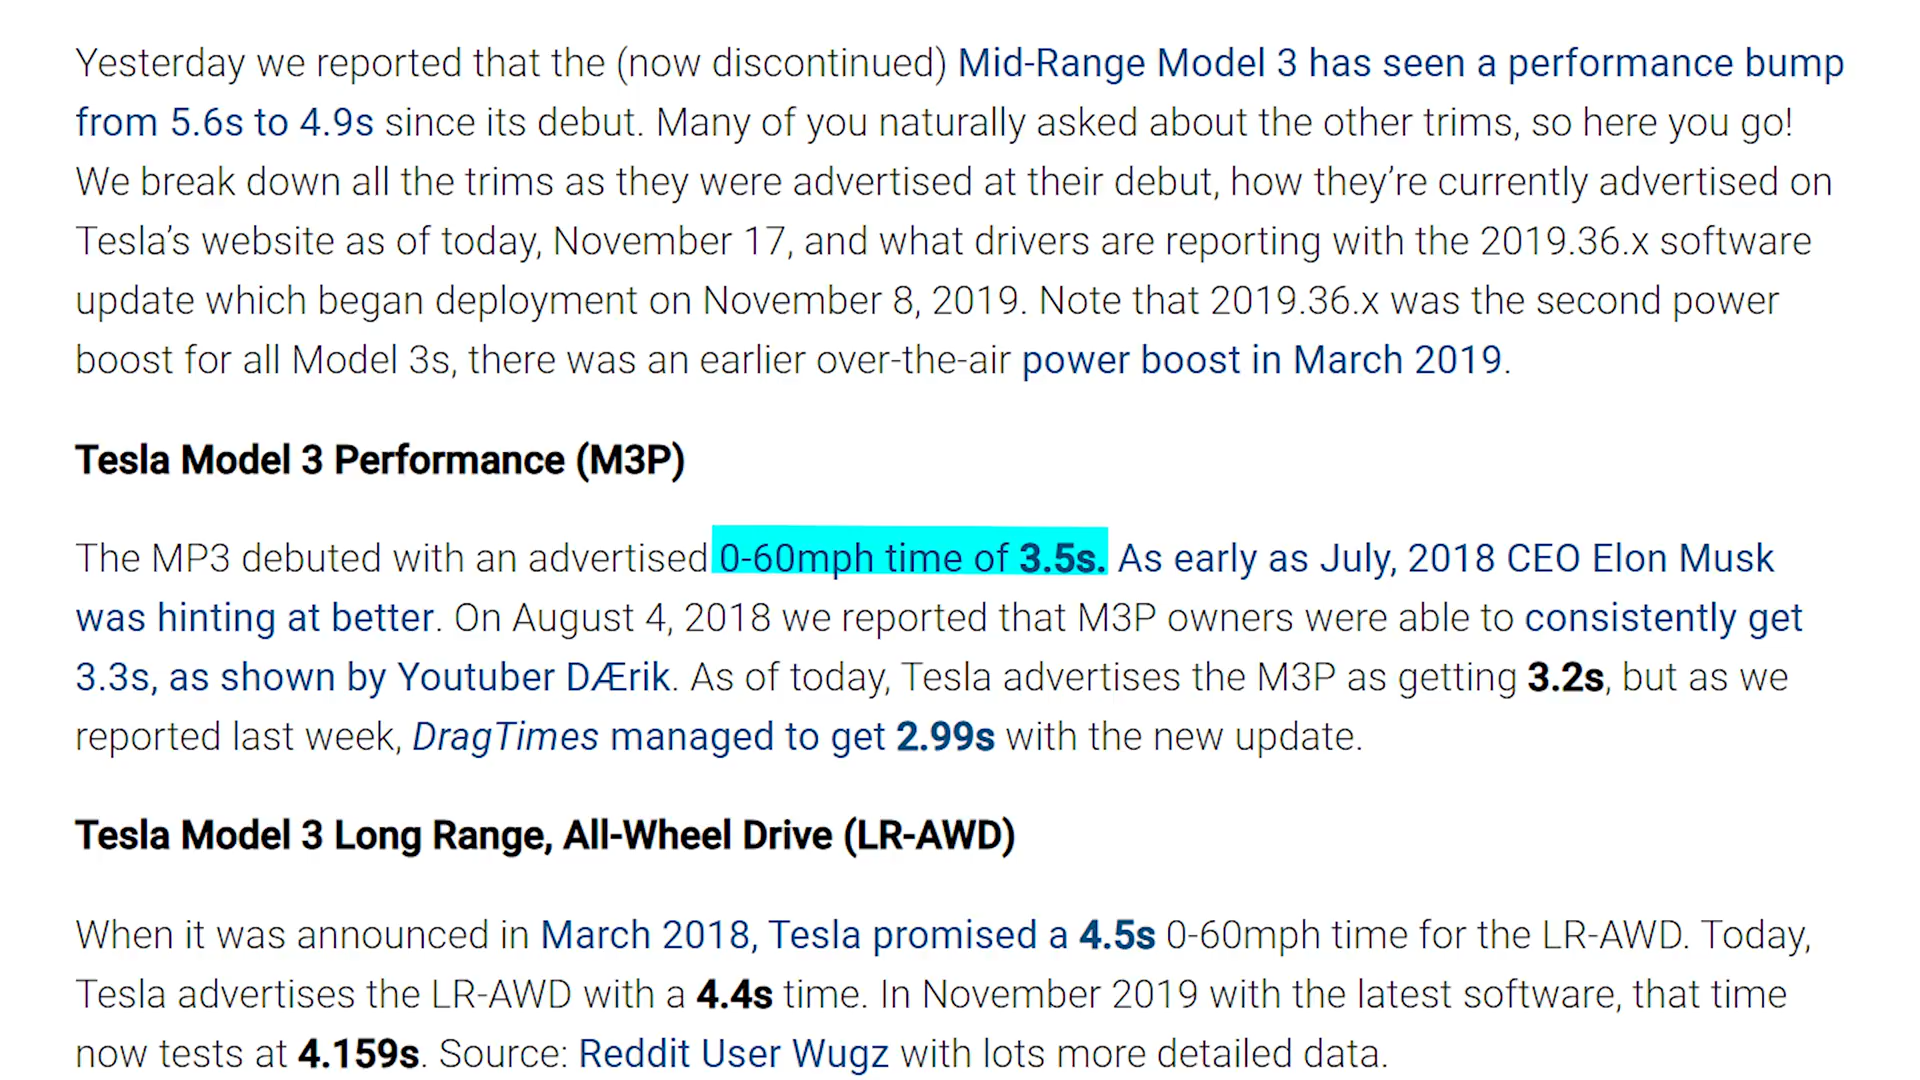 Yesterday we reported that the (now discontinued) Mid-Range Model 3 has seen a performance bump
from 5.6s to 4.9s since its debut. Many of you naturally asked about the other trims, so here you go!
We break down all the trims as they were advertised at their debut, how they’re currently advertised on
Tesla’s website as of today, November 17, and what drivers are reporting with the 2019.36.x software
update which began deployment on November 8, 2019. Note that 2019.36.x was the second power
boost for all Model 3s, there was an earlier over-the-air power boost in March 2019.
Tesla Model 3 Performance (M3P)
The MP3 debuted with an advertised 0-60mph time of 3.5s. As early as July, 2018 CEO Elon Musk
was hinting at better. On August 4, 2018 we reported that M3P owners were able to consistently get
3.3s, as shown by Youtuber DÆrik. As of today, Tesla advertises the M3P as getting 3.2s, but as we
reported last week, DragTimes managed to get 2.99s with the new update.
Tesla Model 3 Long Range, All-Wheel Drive (LR-AWD)
When it was announced in March 2018, Tesla promised a 4.5s 0-60mph time for the LR-AWD. Today,
Tesla advertises the LR-AWD with a 4.4s time. In November 2019 with the latest software, that time
now tests at 4.159s. Source: Reddit User Wugz with lots more detailed data.